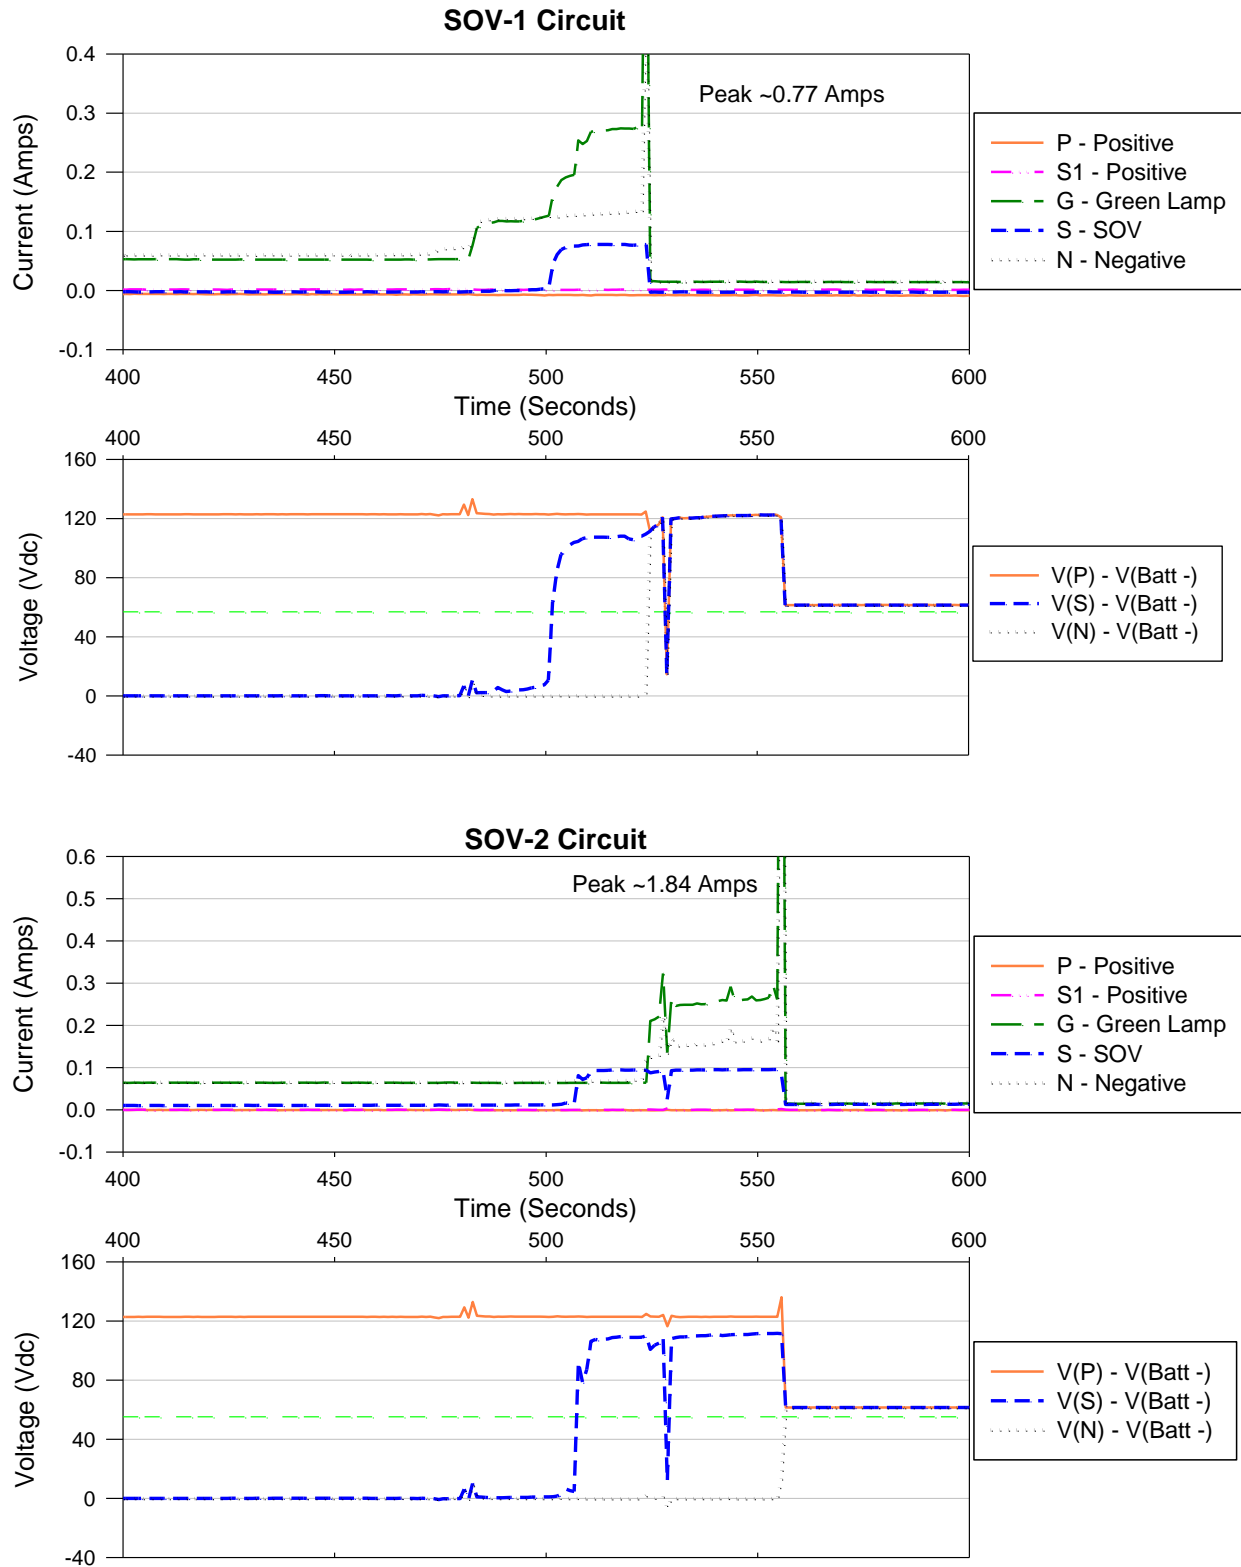 SOV-1 Circuit
0.4
0.3
0.2
0.1
0.0
-0.1
Current (Amps)
Peak ~0.77 Amps
P - Positive
S1 - Positive
G - Green Lamp
S - SOV
N - Negative
400 450 500 550 600
Time (Seconds)
400 450 500 550 600
160
120
80
40
0
-40
Voltage (Vdc)
V(P) - V(Batt -)
V(S) - V(Batt -)
V(N) - V(Batt -)
SOV-2 Circuit
0.6
0.5
0.4
0.3
0.2
0.1
0.0
-0.1
Current (Amps)
Peak ~1.84 Amps
P - Positive
S1 - Positive
G - Green Lamp
S - SOV
N - Negative
400 450 500 550 600
Time (Seconds)
400 450 500 550 600
160
120
80
40
0
-40
Voltage (Vdc)
V(P) - V(Batt -)
V(S) - V(Batt -)
V(N) - V(Batt -)